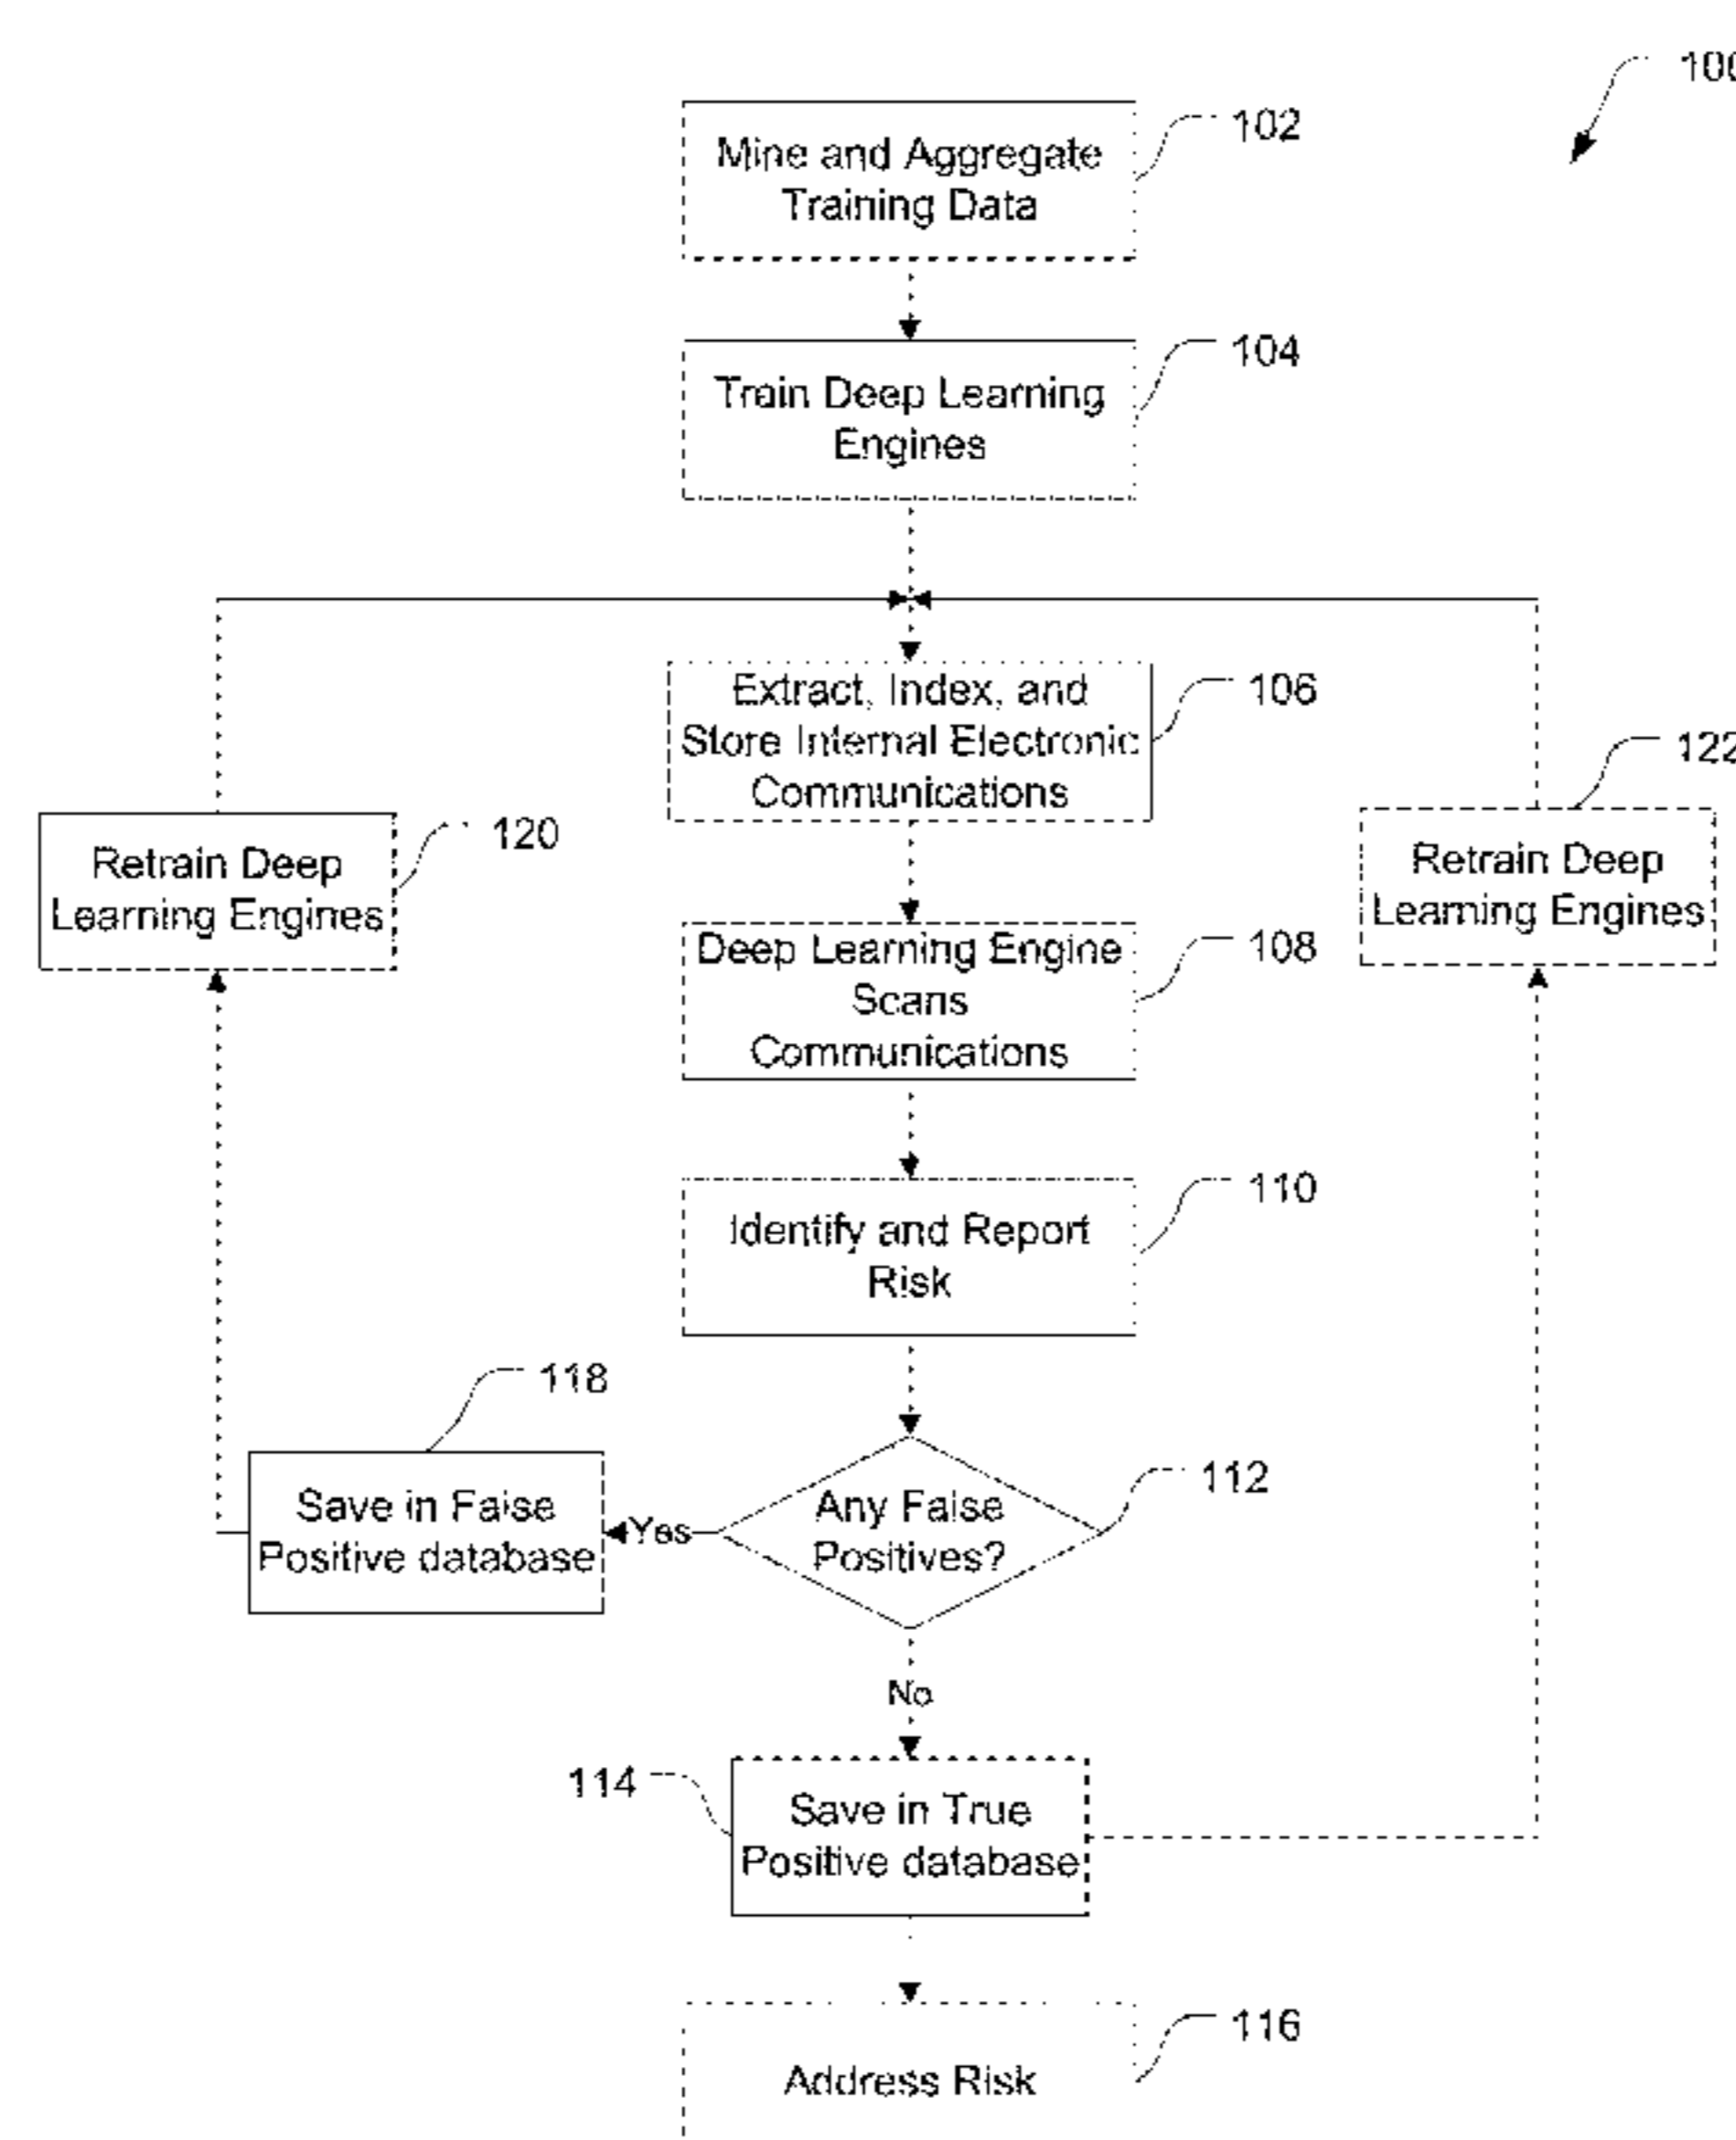 100
Mine and Aggregate
Training Data
102
Train Deep Learning
Engines
104
Extract, Index, and
Store Internal Electronic
Communications
106
122
Retrain Deep
Learning Engines
120
Retrain Deep
Learning Engines
Deep Learning Engine
Scans
Communications
108
Identify and Report
Risk
110
118
Save in False
Positive database
Yes
Any False
Positives?
112
No
114
Save in True
Positive database
Address Risk
116